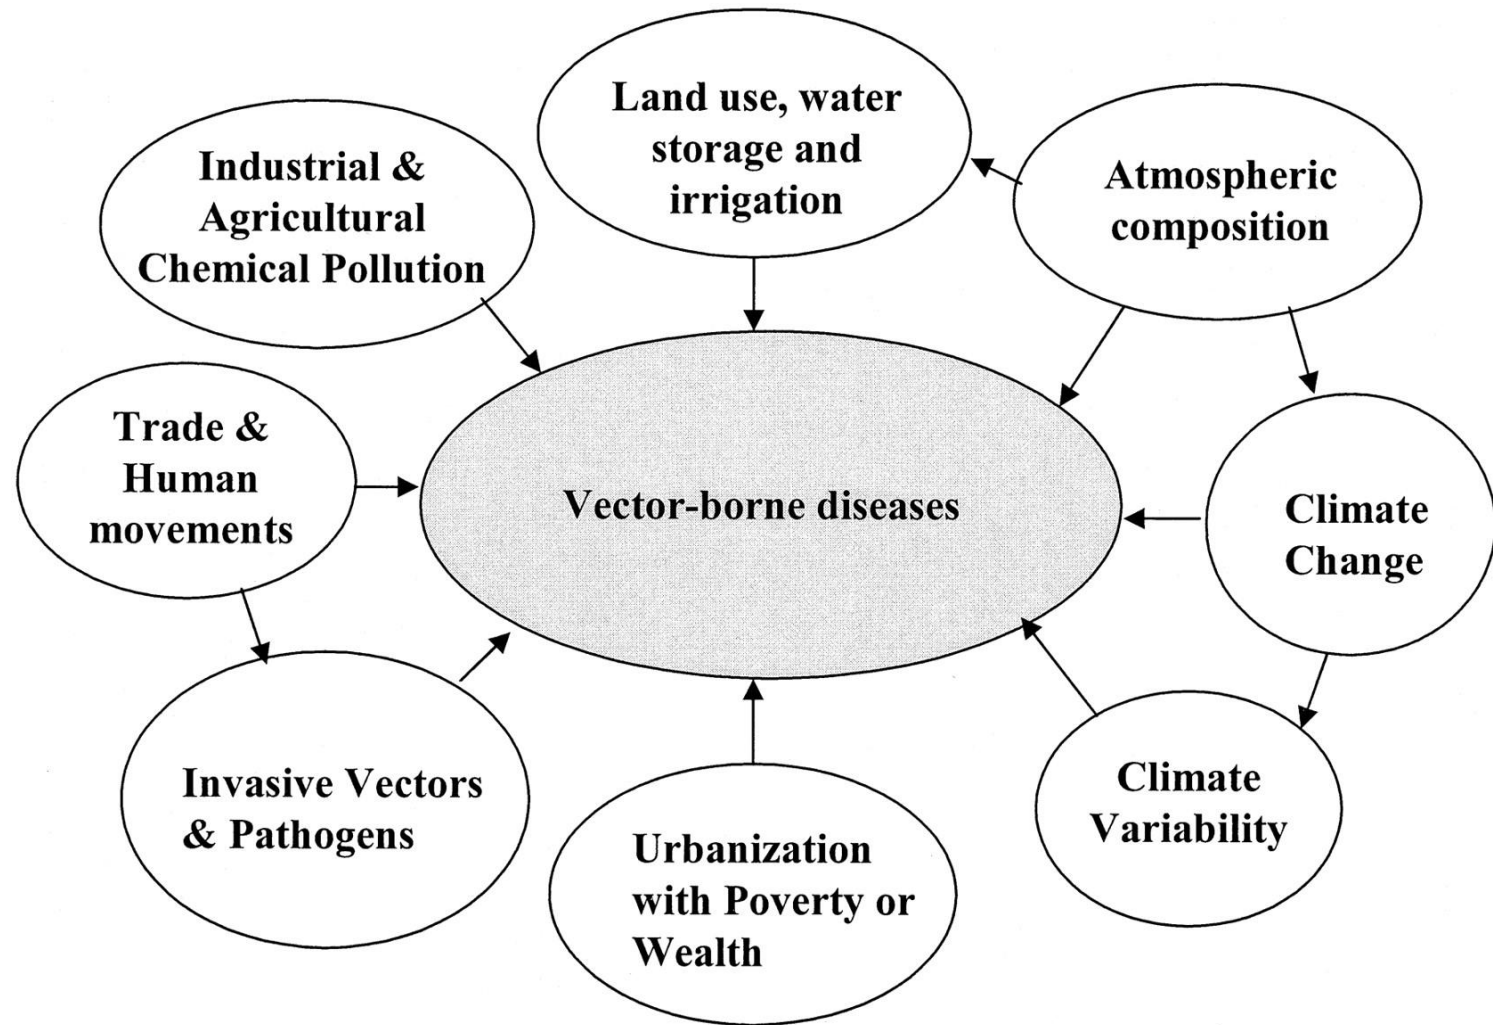 Land use, water
storage and
irrigation
Industrial &
Agricultural
Chemical Pollution
Atmospheric
composition
Trade &
Human
movements
Vector-borne diseases
Climate
Change
Invasive Vectors
& Pathogens
Urbanization
with Poverty or
Wealth
Climate
Variability